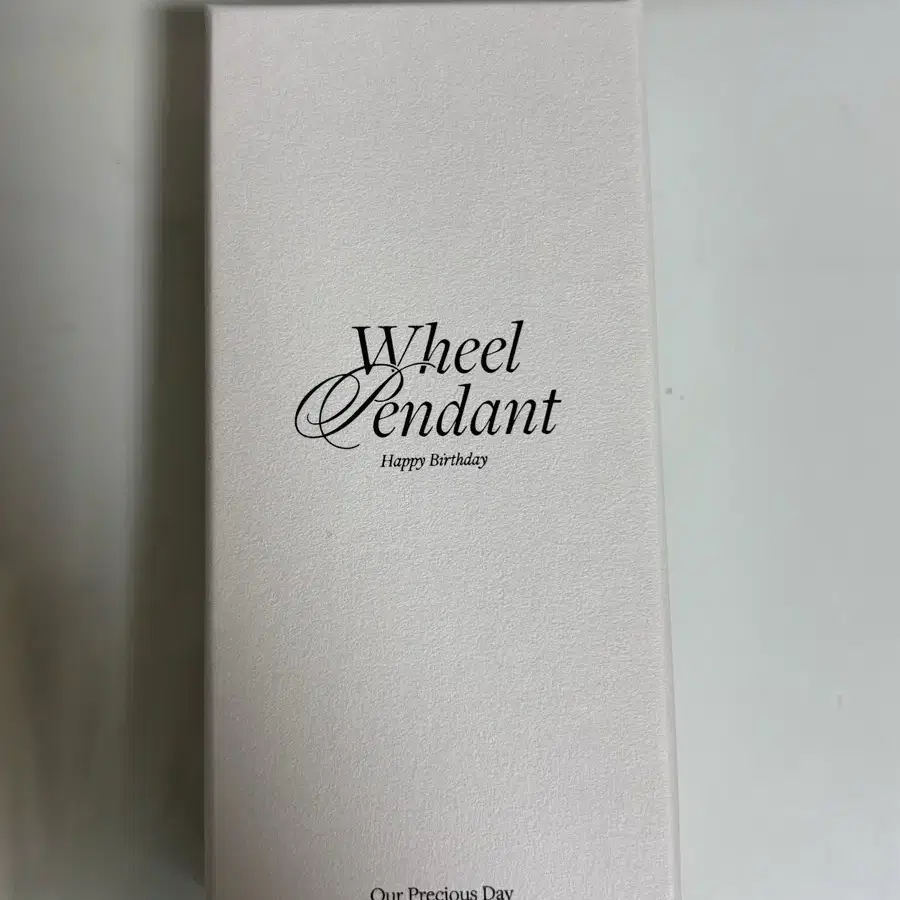 Wheel
Pendant
Happy Birthday
Our Precious Day